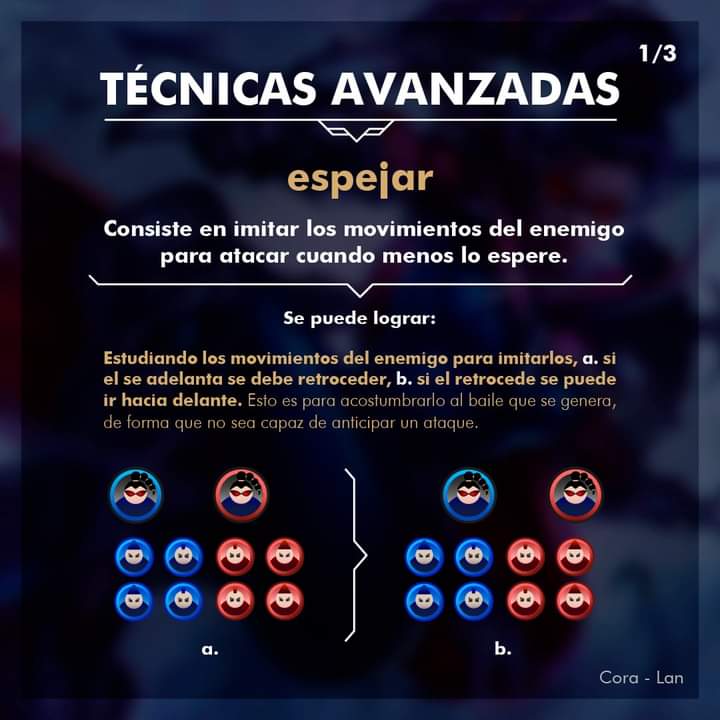 1/3
TÉCNICAS AVANZADAS
espejar
Consiste en imitar los movimientos del enemigo
para atacar cuando menos lo espere.
Se puede lograr:
Estudiando los movimientos del enemigo para imitarlos, a. si
el se adelanta se debe retroceder, b. si el retrocede se puede
ir hacia delante. Esto es para acostumbrarlo al baile que se genera,
de forma que no sea capaz de anticipar un ataque.
a.
b.
Cora - Lan